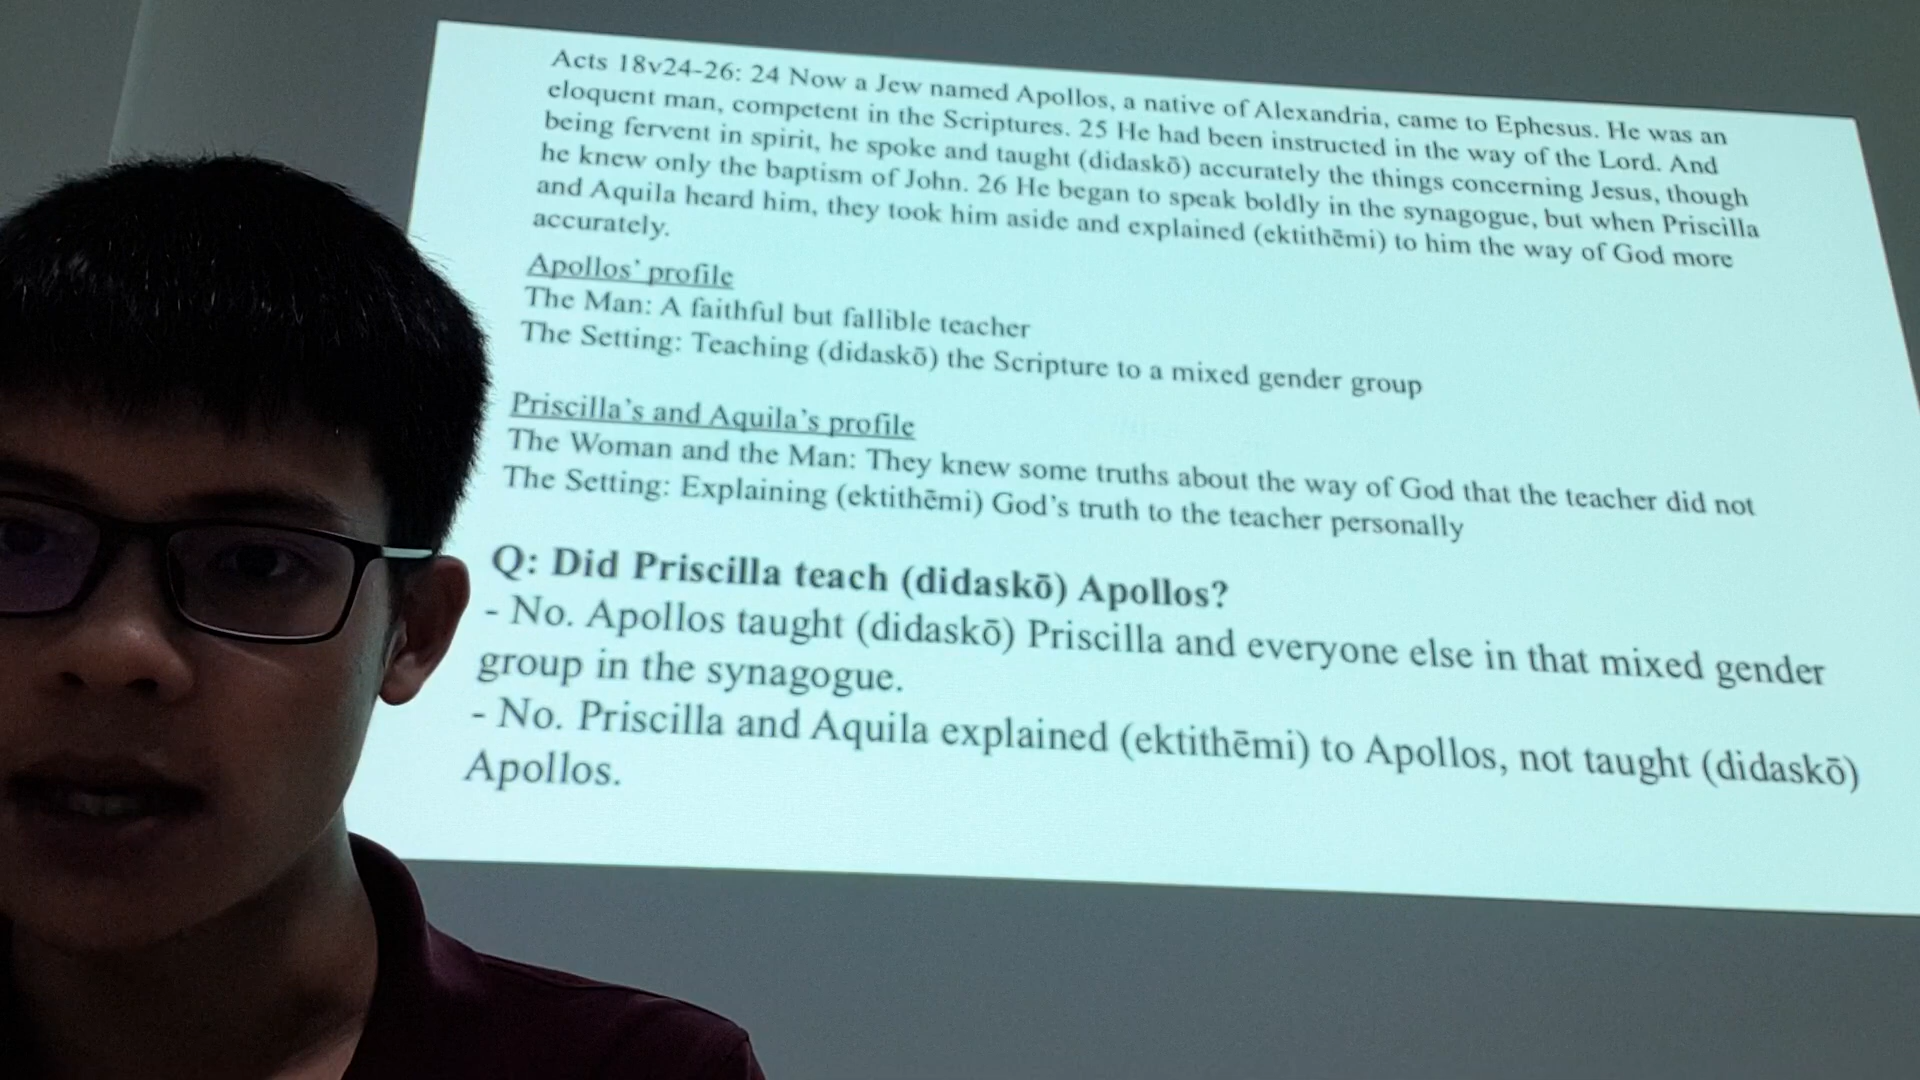 Acts 18v24-26: 24 Now a Jew named Apollos, a native of Alexandria, came to Ephesus. He was an
eloquent man, competent in the Scriptures. 25 He had been instructed in the way of the Lord. And
being fervent in spirit, he spoke and taught (didaskō) accurately the things concerning Jesus, though
he knew only the baptism of John. 26 He began to speak boldly in the synagogue, but when Priscilla
and Aquila heard him, they took him aside and explained (ektithēmi) to him the way of God more
accurately.
Apollos' profile
The Man: A faithful but fallible teacher
The Setting: Teaching (didaskō) the Scripture to a mixed gender group
Priscilla's and Aquila's profile
The Woman and the Man: They knew some truths about the way of God that the teacher did not
The Setting: Explaining (ektithēmi) God's truth to the teacher personally
Q: Did Priscilla teach (didaskō) Apollos?
- No. Apollos taught (didaskō) Priscilla and everyone else in that mixed gender
group in the synagogue.
- No. Priscilla and Aquila explained (ektithēmi) to Apollos, not taught (didaskō)
Apollos.